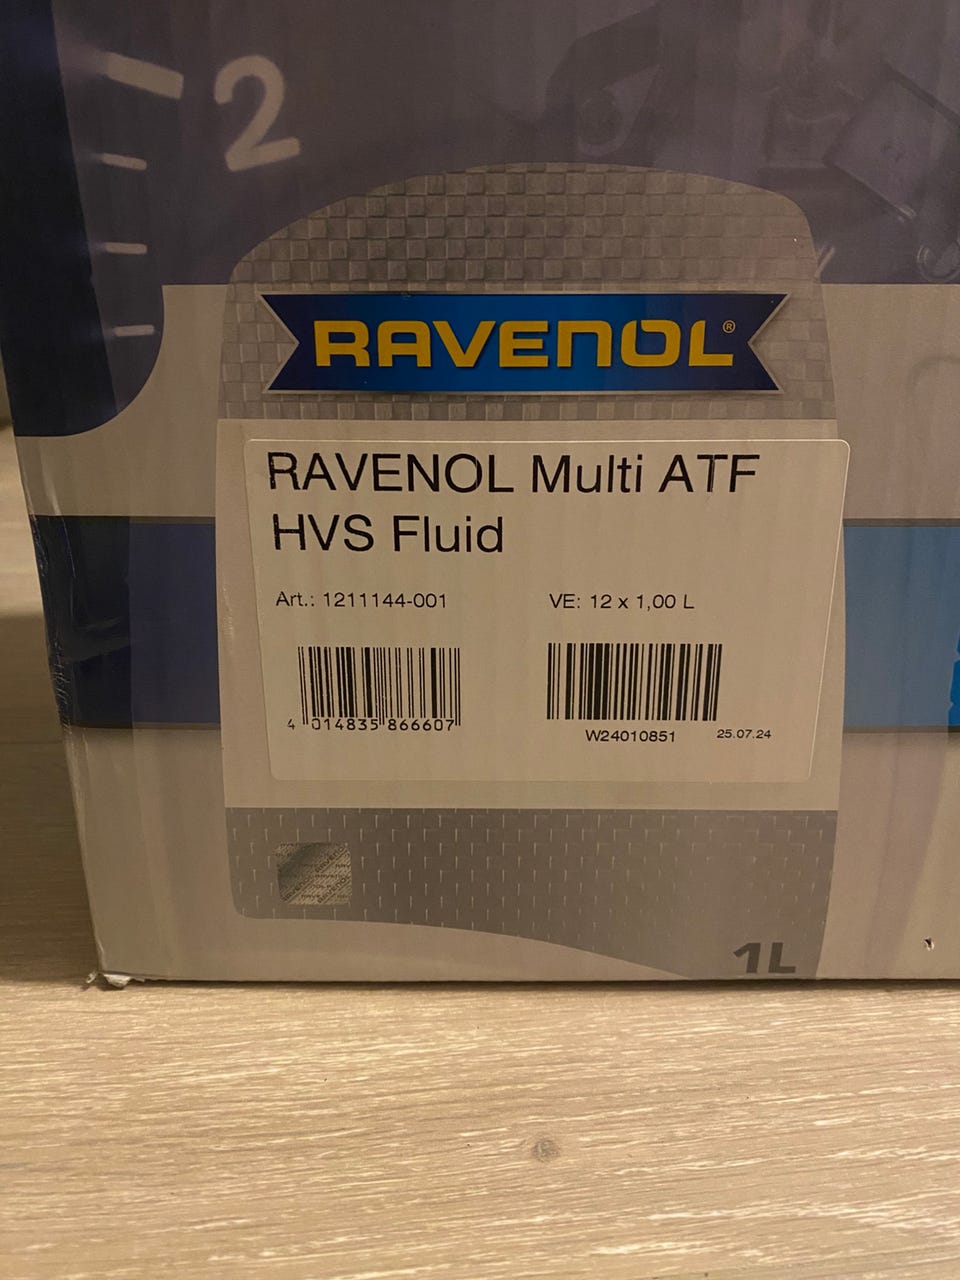 2
RAVENOL®
RAVENOL Multi ATF
HVS Fluid
Art.: 1211144-001 VE: 12 x 1,00 L
4 014835 866607
W24010851 25.07.24
1L